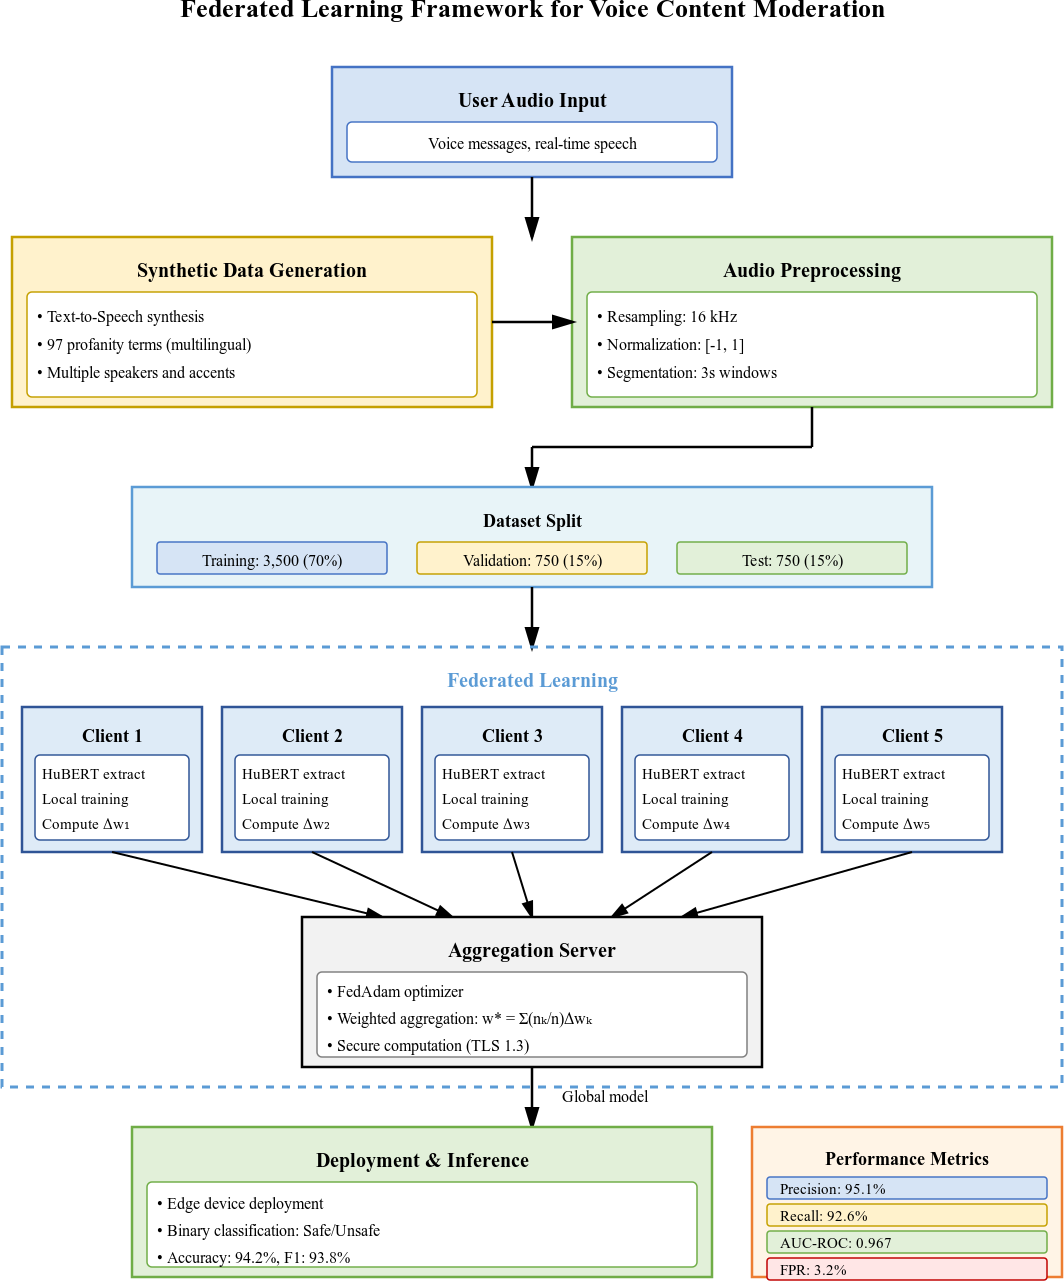 Federated Learning Framework for Voice Content Moderation
User Audio Input
Voice messages, real-time speech
Synthetic Data Generation
• Text-to-Speech synthesis
• 97 profanity terms (multilingual)
• Multiple speakers and accents
Audio Preprocessing
• Resampling: 16 kHz
• Normalization: [-1, 1]
• Segmentation: 3s windows
Dataset Split
Training: 3,500 (70%)
Validation: 750 (15%)
Test: 750 (15%)
Federated Learning
Client 1
HuBERT extract
Local training
Compute Δw₁
Client 2
HuBERT extract
Local training
Compute Δw₂
Client 3
HuBERT extract
Local training
Compute Δw₃
Client 4
HuBERT extract
Local training
Compute Δw₄
Client 5
HuBERT extract
Local training
Compute Δw₅
Aggregation Server
• FedAdam optimizer
• Weighted aggregation: w* = Σ(nₖ/n)Δwₖ
• Secure computation (TLS 1.3)
Global model
Deployment & Inference
• Edge device deployment
• Binary classification: Safe/Unsafe
• Accuracy: 94.2%, F1: 93.8%
Performance Metrics
Precision: 95.1%
Recall: 92.6%
AUC-ROC: 0.967
FPR: 3.2%